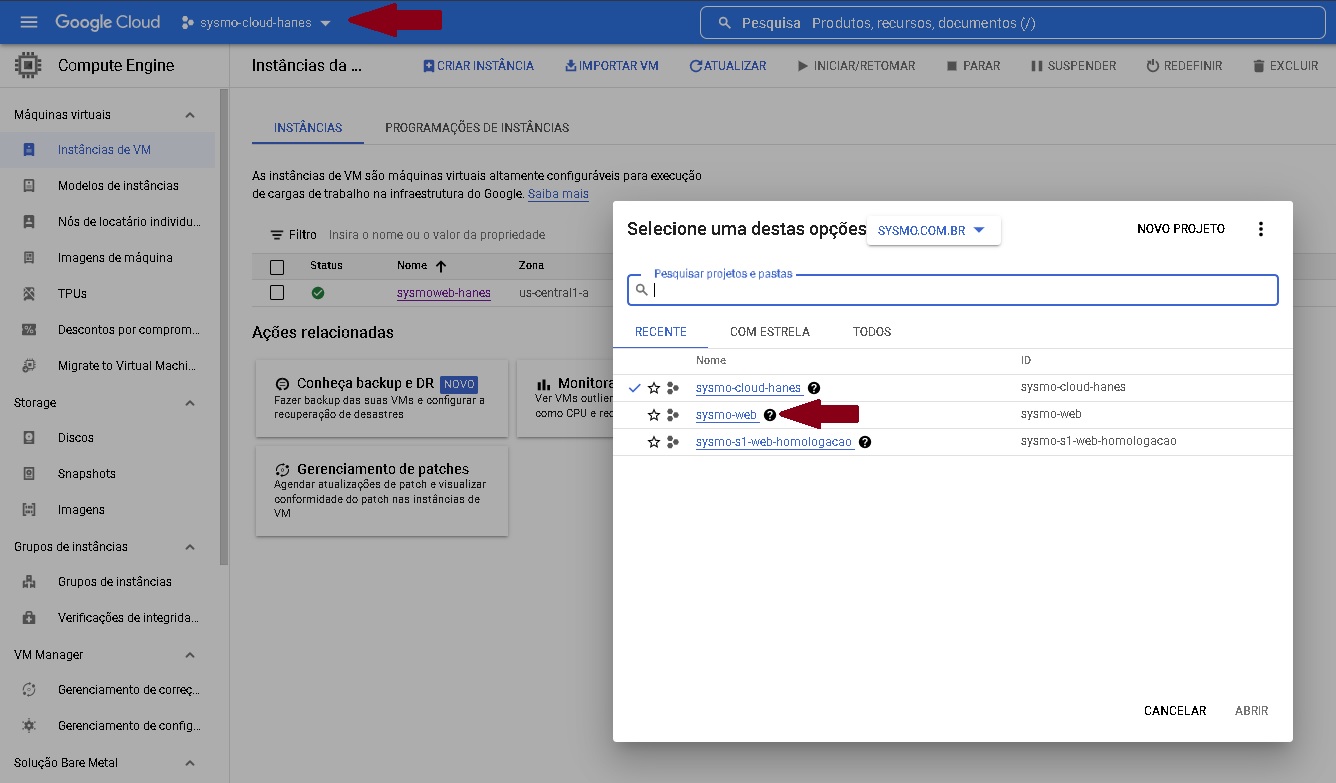 Google Cloud sysmo-cloud-hanes Pesquisa Produtos, recursos, documentos (/)
Compute Engine
Instâncias da ... CRIAR INSTÂNCIA IMPORTAR VM ATUALIZAR INICIAR/RETOMAR PARAR SUSPENDER REDEFINIR EXCLUIR
Máquinas virtuais
Instâncias de VM
Modelos de instâncias
Nós de locatário individu...
Imagens de máquina
TPUs
Descontos por comprom...
Migrate to Virtual Machi...
Storage
Discos
Snapshots
Imagens
Grupos de instâncias
Grupos de instâncias
Verificações de integrida...
VM Manager
Gerenciamento de correç...
Gerenciamento de config...
Solução Bare Metal
INSTÂNCIAS PROGRAMAÇÕES DE INSTÂNCIAS
As instâncias de VM são máquinas virtuais altamente configuráveis para execução
de cargas de trabalho na infraestrutura do Google. Saiba mais
Filtro Insira o nome ou o valor da propriedade
Status Nome Zona
sysmoweb-hanes us-central1-a
Ações relacionadas
Conheça backup e DR NOVO
Fazer backup das suas VMs e configurar a
recuperação de desastres
Monitora
Ver VMs outlier
como CPU e red
Gerenciamento de patches
Agendar atualizações de patch e visualizar
conformidade do patch nas instâncias de
VM
Selecione uma destas opções SYSMO.COM.BR NOVO PROJETO
Pesquisar projetos e pastas
RECENTE COM ESTRELA TODOS
Nome ID
sysmo-cloud-hanes sysmo-cloud-hanes
sysmo-web sysmo-web
sysmo-s1-web-homologacao sysmo-s1-web-homologacao
CANCELAR ABRIR